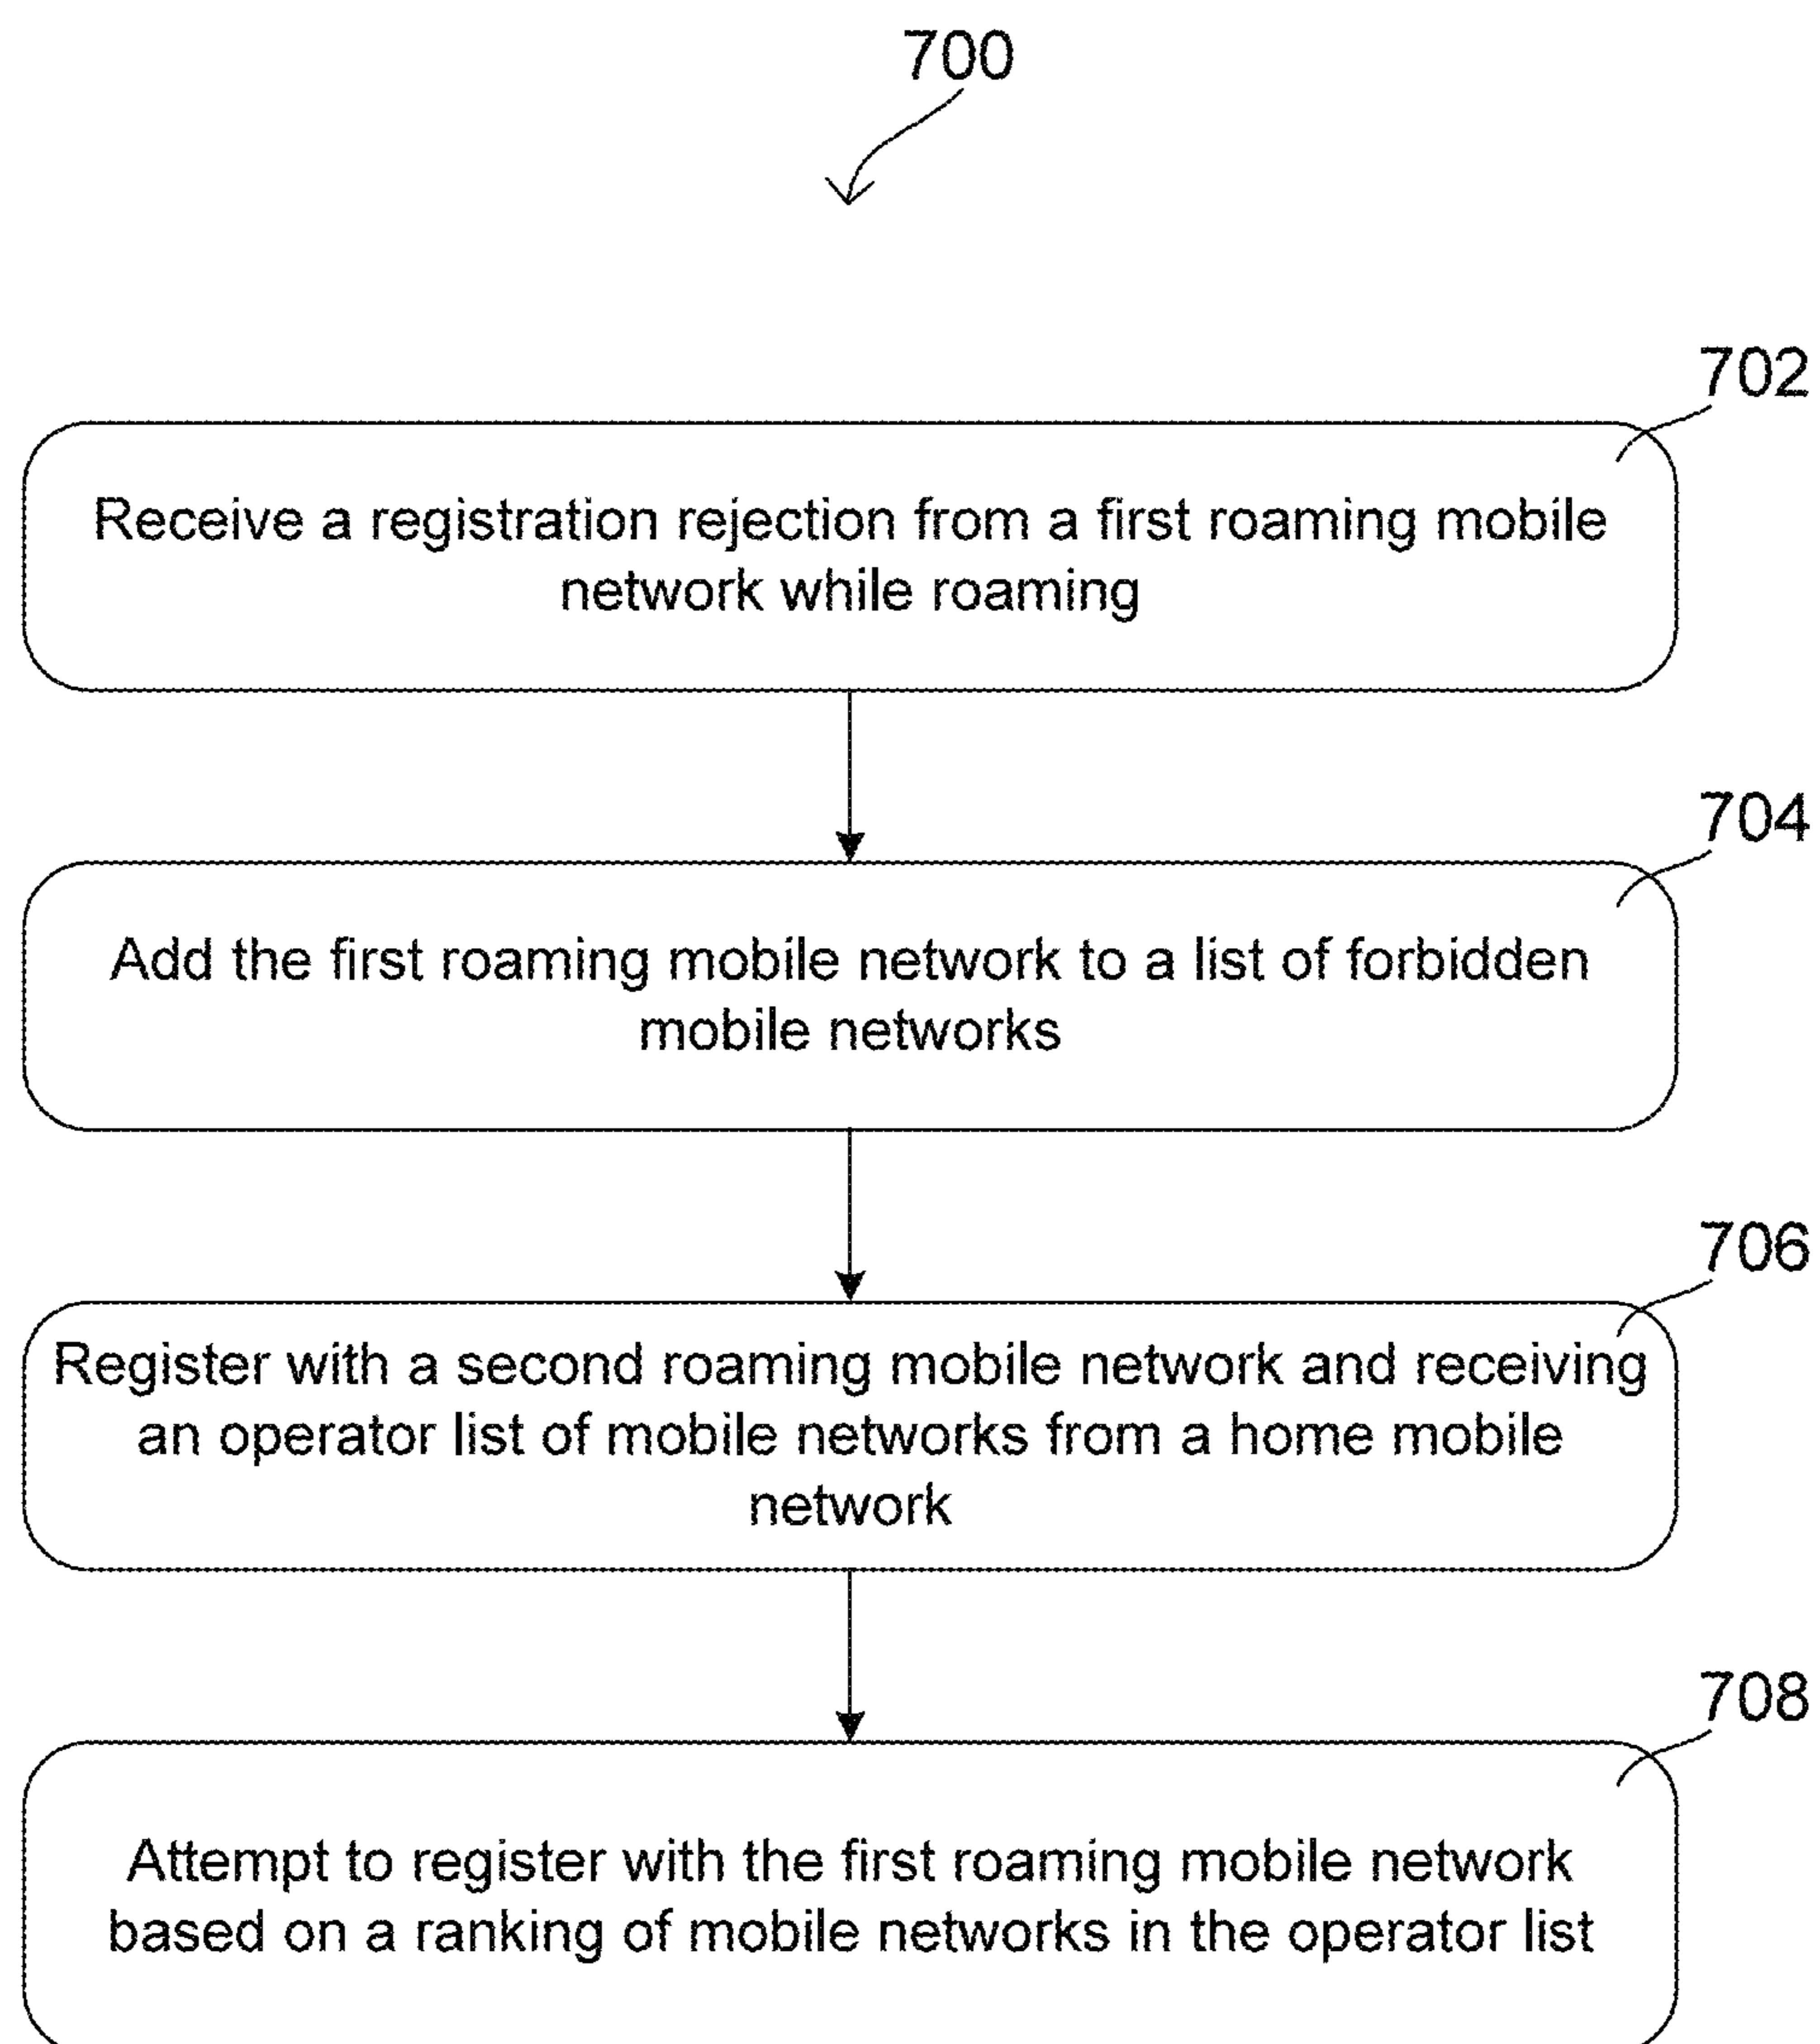 700
702
Receive a registration rejection from a first roaming mobile
network while roaming
704
Add the first roaming mobile network to a list of forbidden
mobile networks
706
Register with a second roaming mobile network and receiving
an operator list of mobile networks from a home mobile
network
708
Attempt to register with the first roaming mobile network
based on a ranking of mobile networks in the operator list